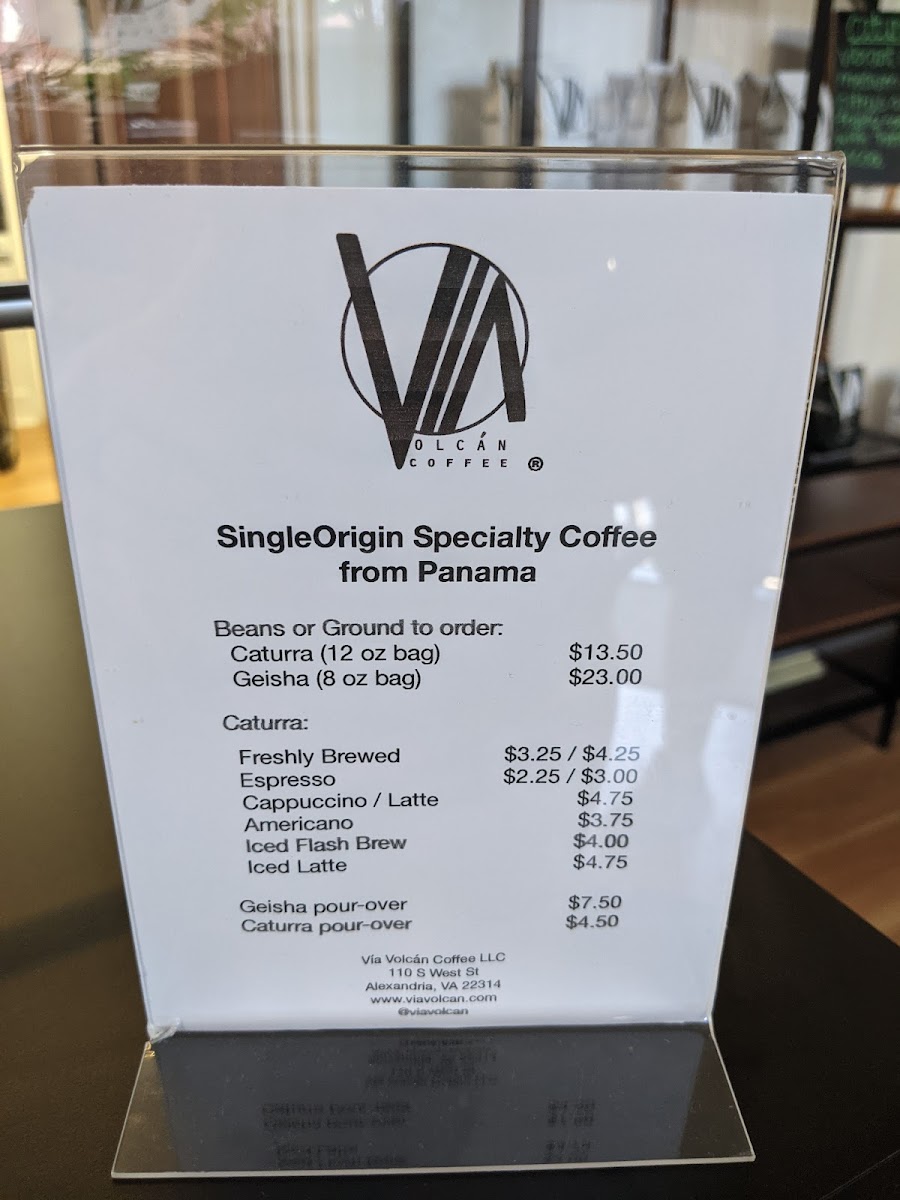 VIA
VOLCÁN
COFFEE ®
SingleOrigin Specialty Coffee
from Panama
Beans or Ground to order:
Caturra (12 oz bag) $13.50
Geisha (8 oz bag) $23.00
Caturra:
Freshly Brewed $3.25 / $4.25
Espresso $2.25 / $3.00
Cappuccino / Latte $4.75
Americano $3.75
Iced Flash Brew $4.00
Iced Latte $4.75
Geisha pour-over $7.50
Caturra pour-over $4.50
Vía Volcán Coffee LLC
110 S West St
Alexandria, VA 22314
www.viavolcan.com
@viavolcan